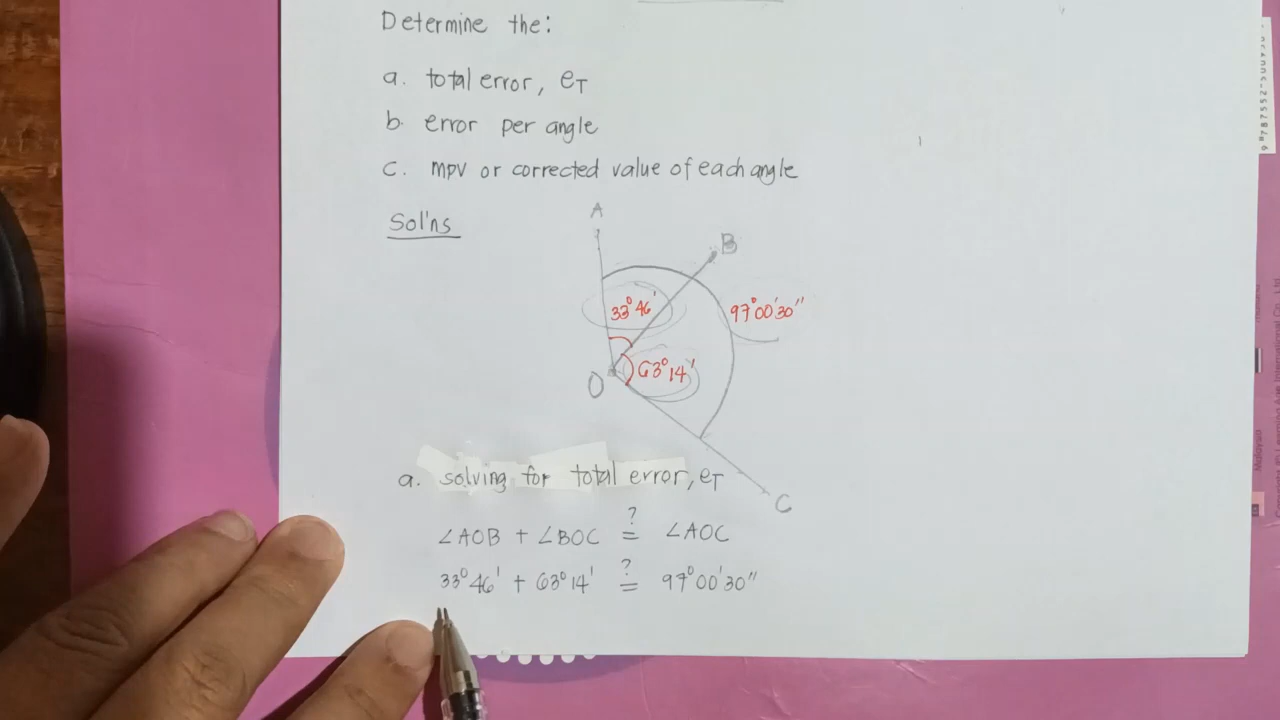 Determine the:
a. total error, eT
b. error per angle
c. mpv or corrected value of each angle
Sol'ns
A
B
33°46'
97°00'30"
63°14'
O
C
a. solving for total error, eT
∠AOB + ∠BOC ?= ∠AOC
33°46' + 63°14' ?= 97°00'30"
Malaysia